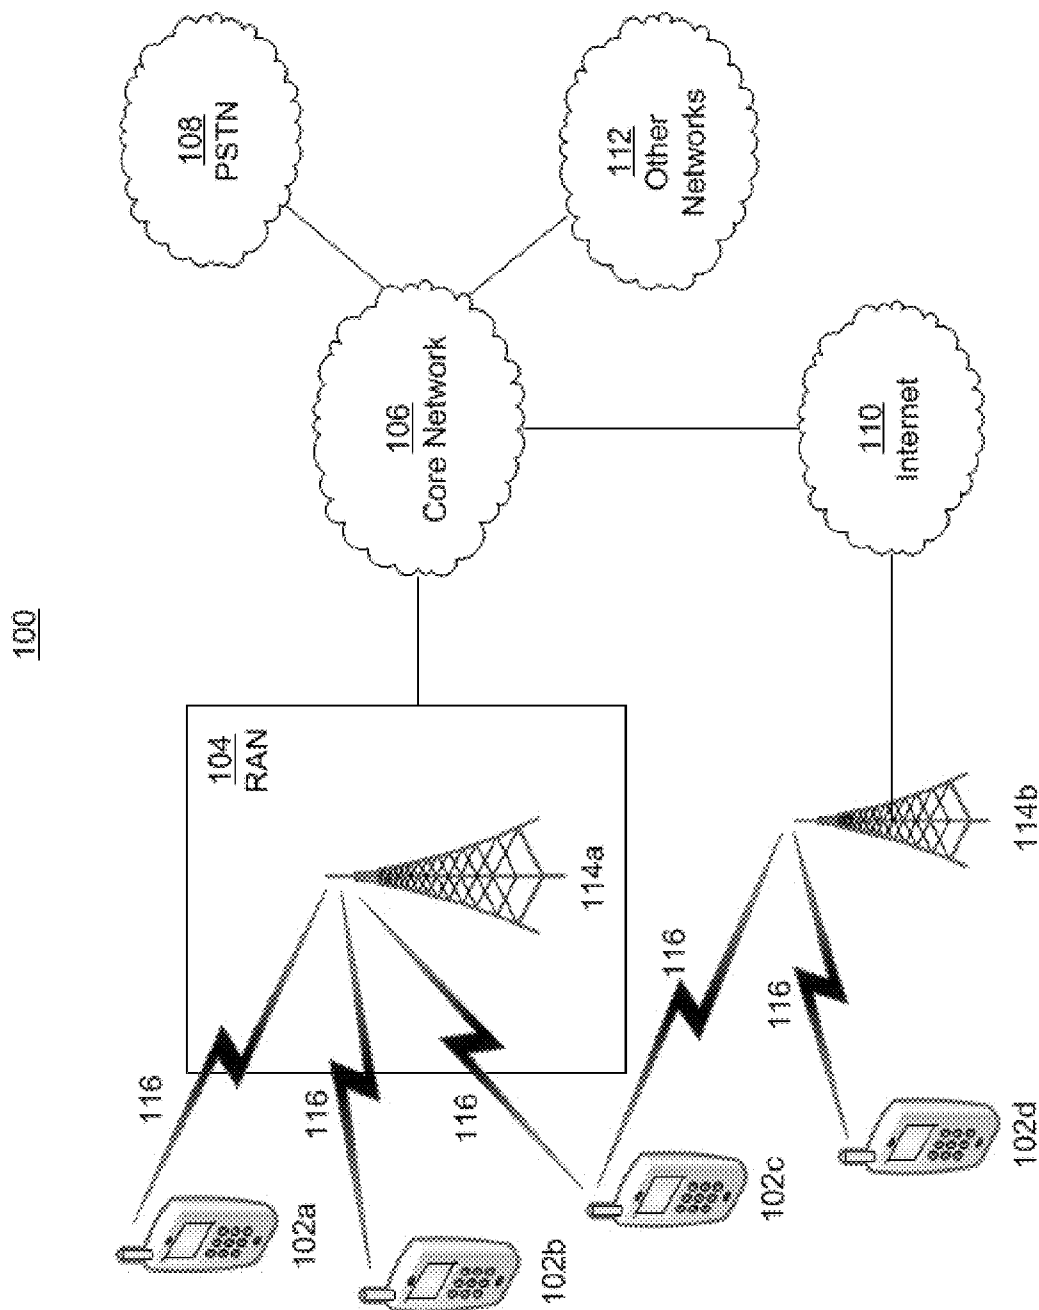 100
108
PSTN
104
RAN
106
Core Network
112
Other
Networks
116
114a
116
116
102a
102b
116
110
Internet
116
102c
114b
102d